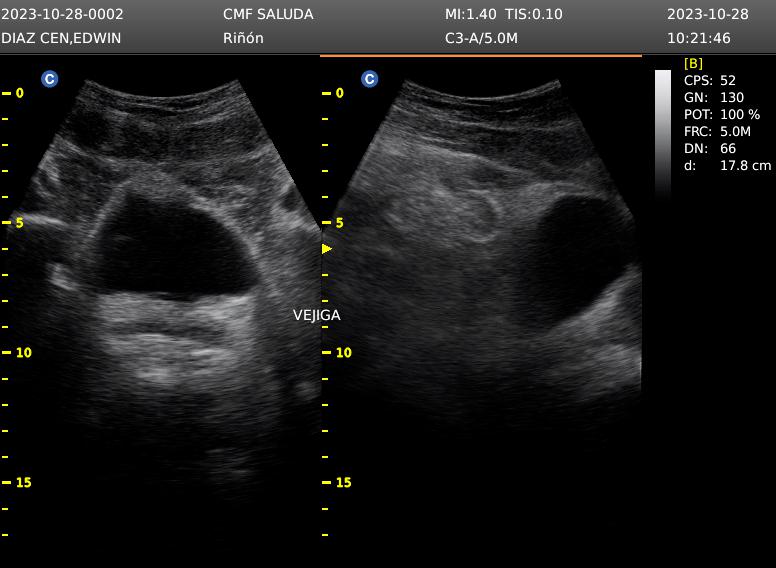 2023-10-28-0002 CMF SALUDA MI:1.40 TIS:0.10 2023-10-28
DIAZ CEN,EDWIN Riñón C3-A/5.0M 10:21:46
C
C
[B]
CPS: 52
GN: 130
POT: 100 %
FRC: 5.0M
DN: 66
d: 17.8 cm
0
5
10
15
VEJIGA
0
5
10
15